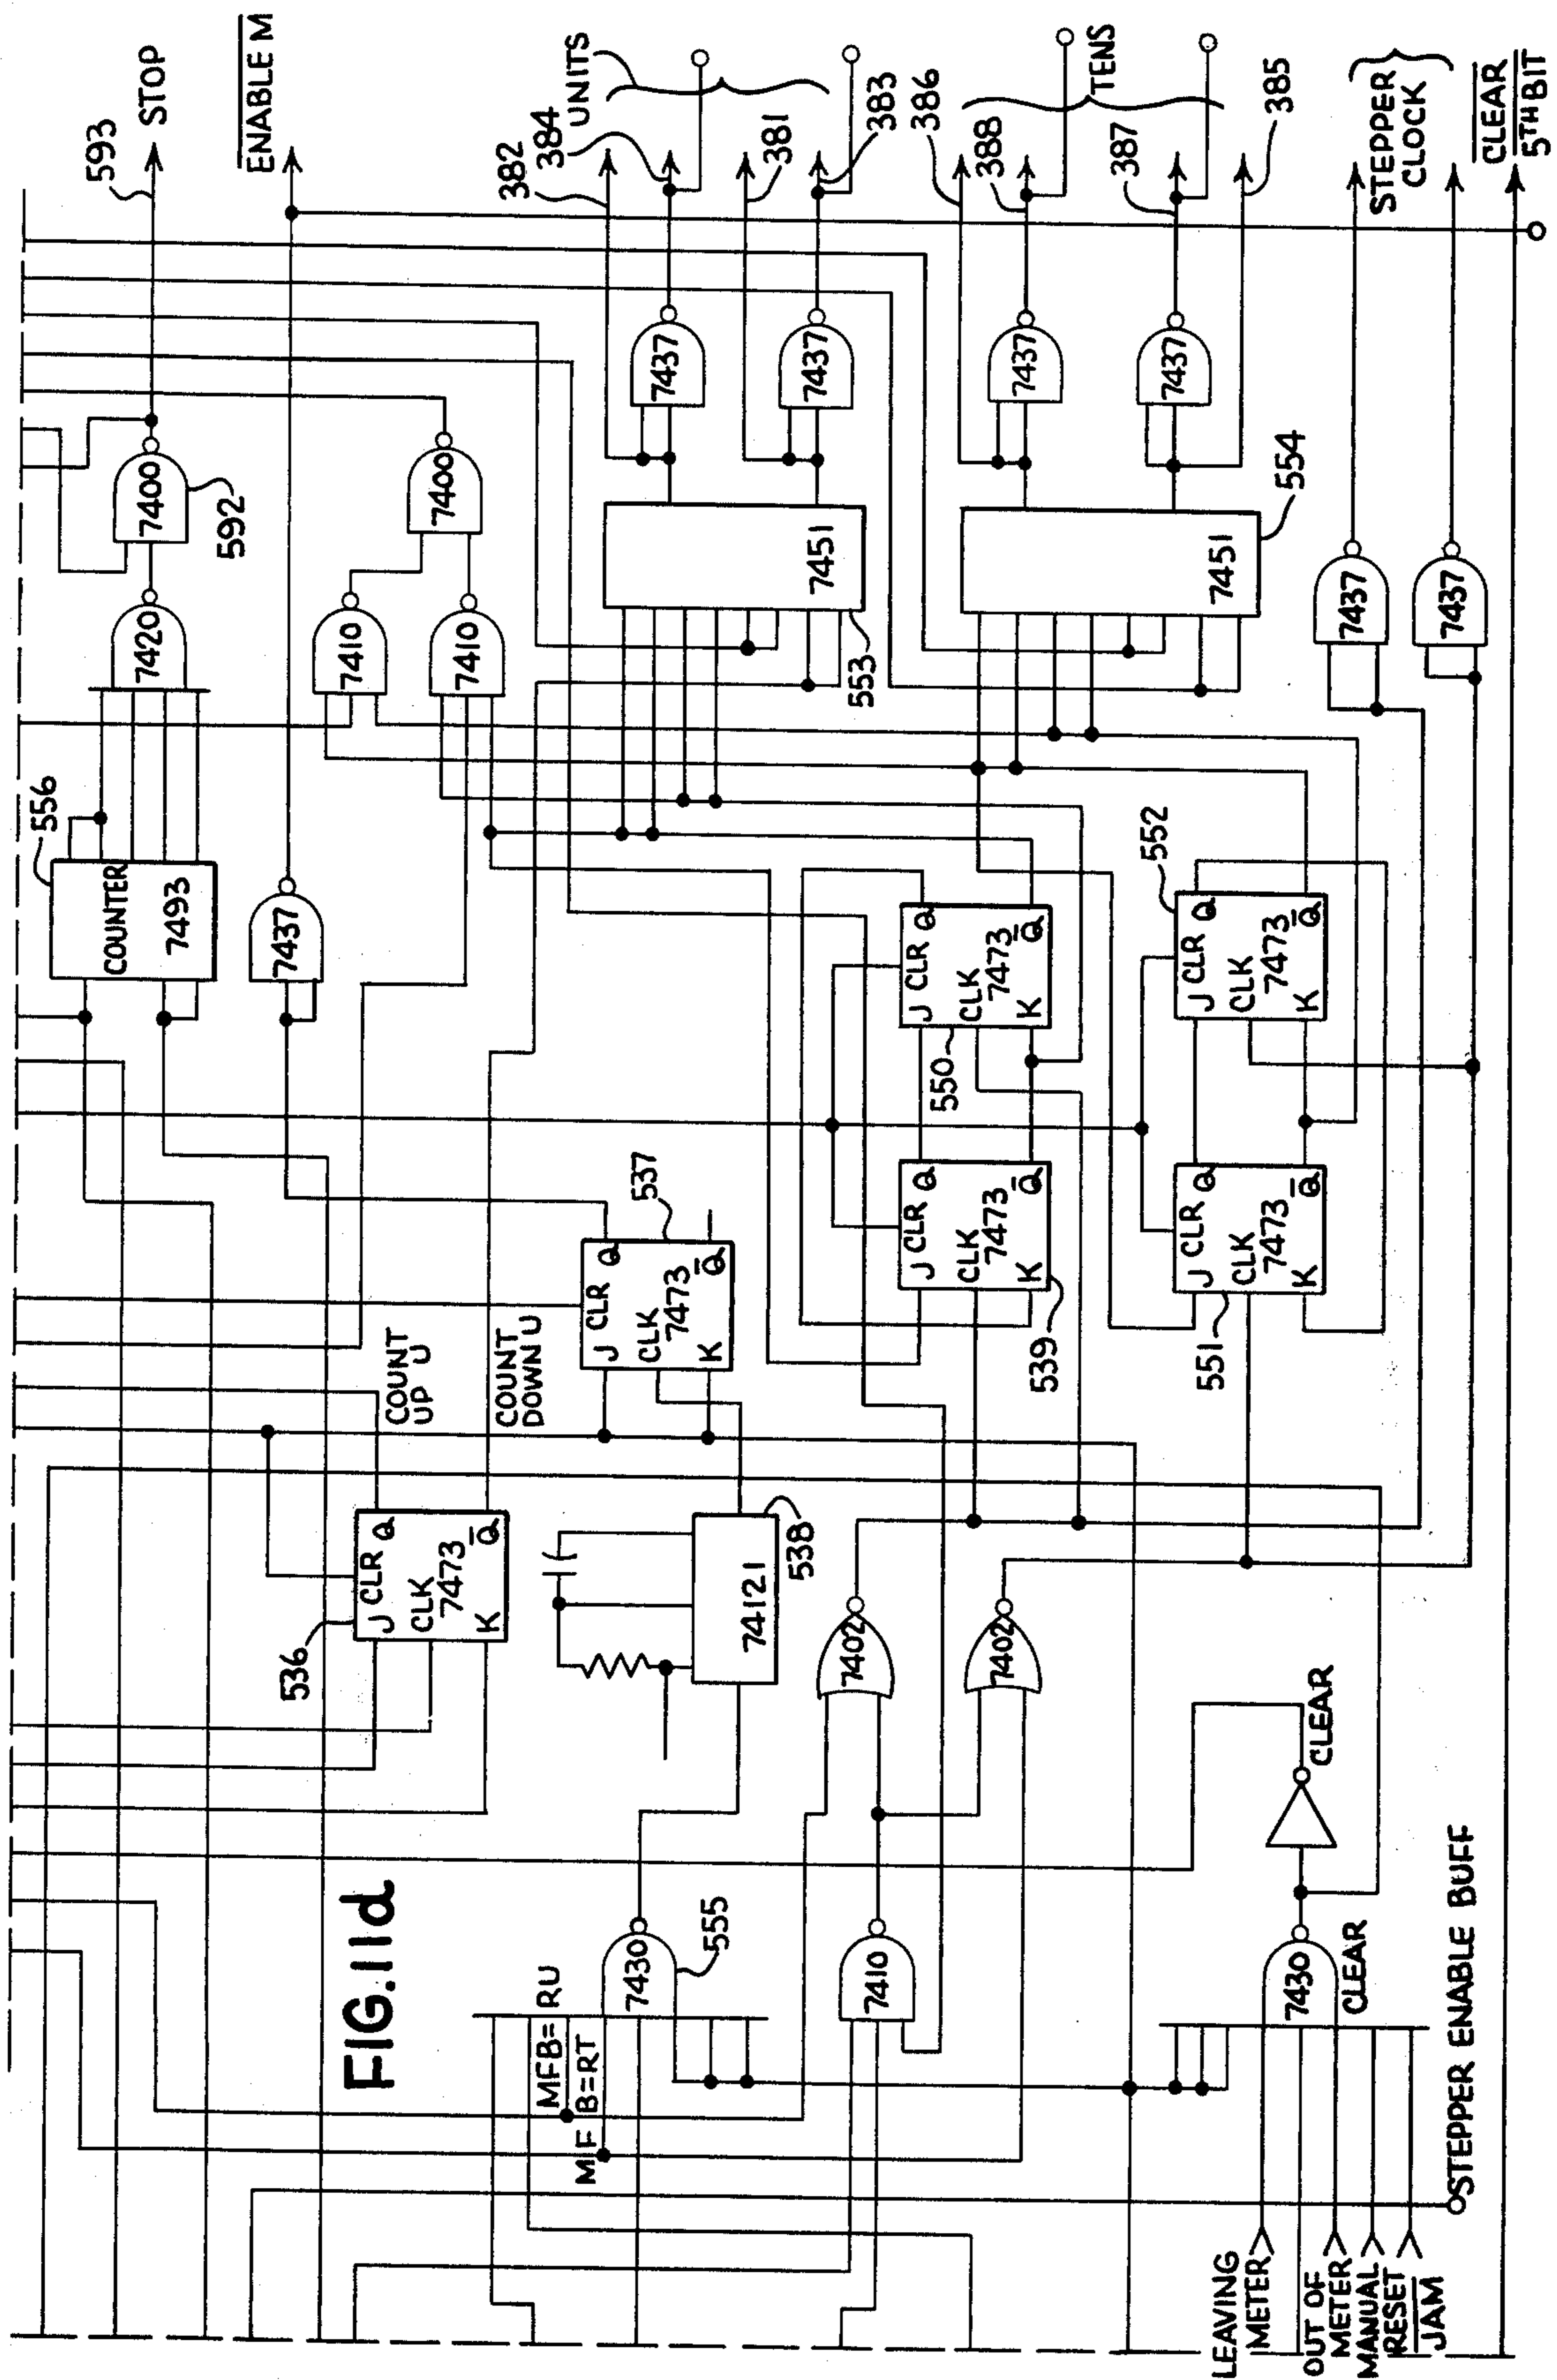 593
STOP
ENABLE M
382
384
UNITS
381
383
386
388
TENS
387
385
STEPPER
CLOCK
CLEAR
5TH BIT
7400
592
7420
7400
7410
7410
7437
7437
7437
7437
7451
553
7451
554
7437
7437
556
COUNTER
7493
7437
J CLR Q
CLK
7473
K Q
550
J CLR Q
CLK
7473
K Q
552
J CLR Q
CLK
7473
K Q
537
J CLR Q
CLK
7473
K Q
539
J CLR Q
CLK
7473
K Q
551
COUNT
UP U
COUNT
DOWN U
J CLR Q
CLK
7473
K Q
536
74121
538
7402
7402
CLEAR
FIG.11d
MFB=RU
MF B=RT
7430
555
7410
7430
CLEAR
STEPPER ENABLE BUFF
LEAVING
METER
OUT OF
METER
MANUAL
RESET
JAM